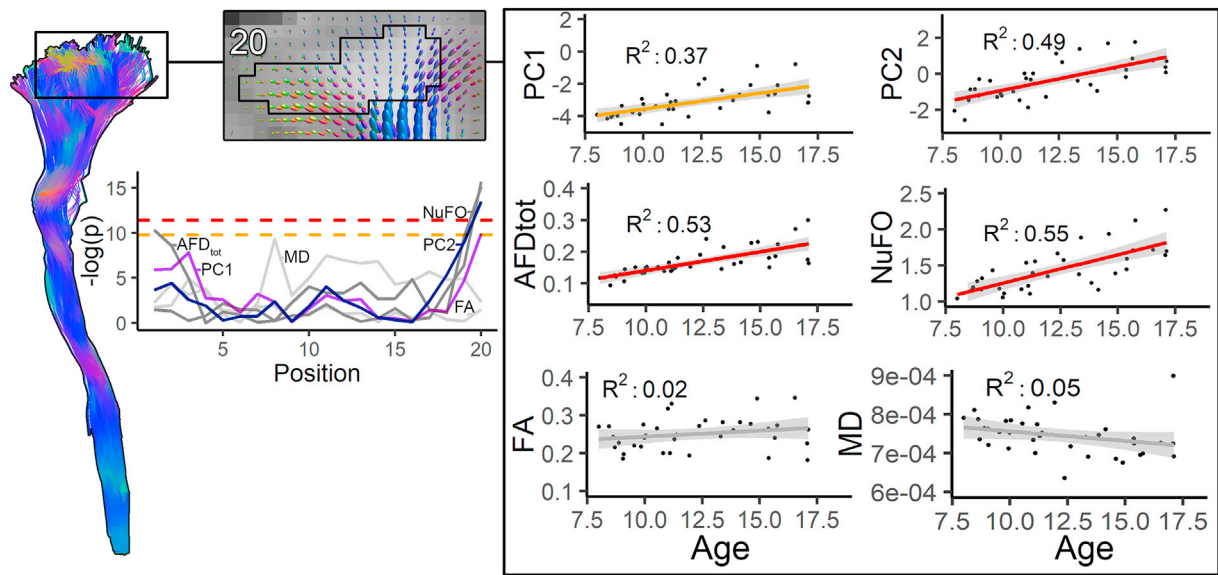 20
15
10
5
0
-log(p)
5
10
15
20
Position
AFDtot
PC1
MD
NuFO
PC2
FA
PC1
2
0
-2
-4
R2: 0.37
7.5 10.0 12.5 15.0 17.5
PC2
2
0
-2
R2: 0.49
7.5 10.0 12.5 15.0 17.5
AFDtot
0.4
0.3
0.2
0.1
R2: 0.53
7.5 10.0 12.5 15.0 17.5
NuFO
2.5
2.0
1.5
1.0
R2: 0.55
7.5 10.0 12.5 15.0 17.5
FA
0.4
0.3
0.2
0.1
R2: 0.02
7.5 10.0 12.5 15.0 17.5
Age
MD
9e-04
8e-04
7e-04
6e-04
R2: 0.05
7.5 10.0 12.5 15.0 17.5
Age